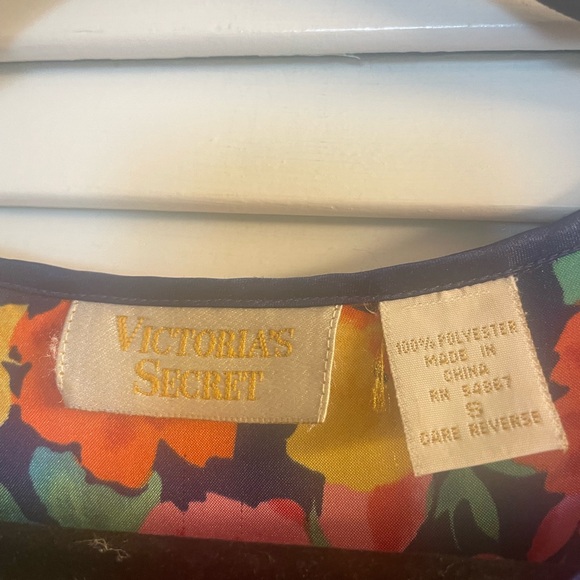 VICTORIA'S
SECRET
100% POLYESTER
MADE IN
CHINA
RN 54867
S
CARE REVERSE